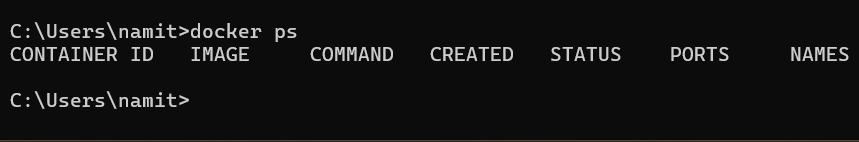 C:\Users\namit>docker ps
CONTAINER ID   IMAGE     COMMAND   CREATED   STATUS    PORTS     NAMES
C:\Users\namit>